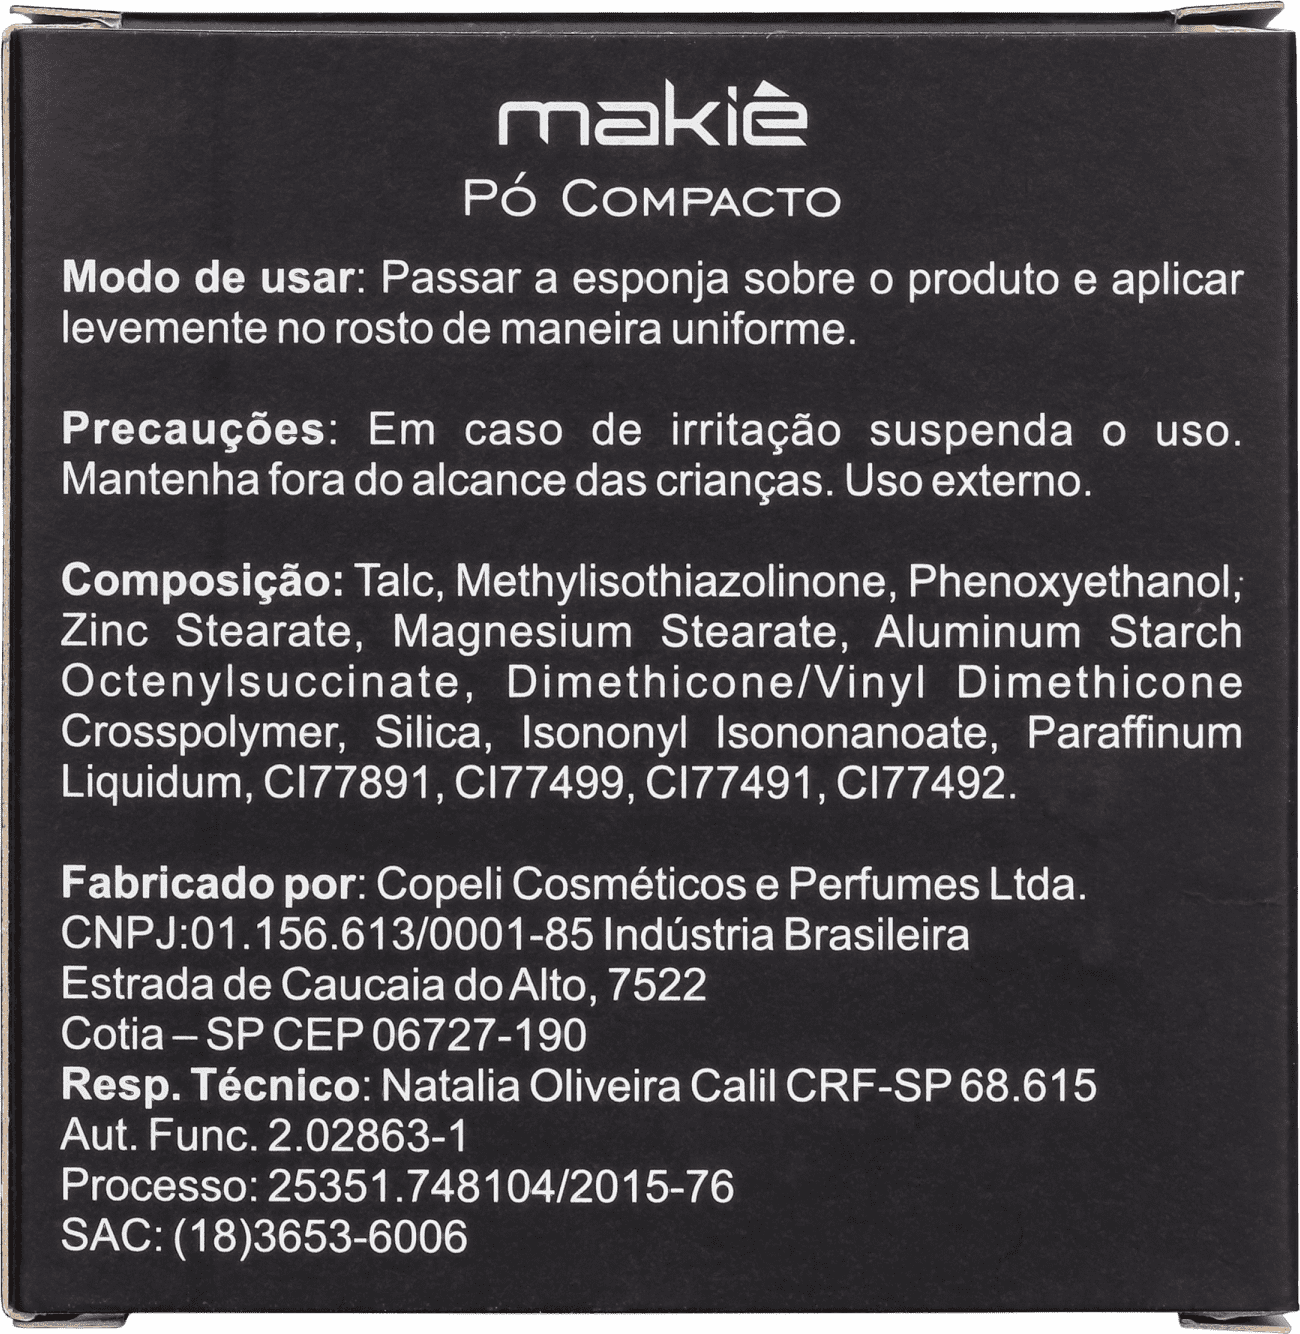 makiê
PÓ COMPACTO
Modo de usar: Passar a esponja sobre o produto e aplicar
levemente no rosto de maneira uniforme.
Precauções: Em caso de irritação suspenda o uso.
Mantenha fora do alcance das crianças. Uso externo.
Composição: Talc, Methylisothiazolinone, Phenoxyethanol;
Zinc Stearate, Magnesium Stearate, Aluminum Starch
Octenylsuccinate, Dimethicone/Vinyl Dimethicone
Crosspolymer, Silica, Isononyl Isononanoate, Paraffinum
Liquidum, CI77891, CI77499, CI77491, CI77492.
Fabricado por: Copeli Cosméticos e Perfumes Ltda.
CNPJ:01.156.613/0001-85 Indústria Brasileira
Estrada de Caucaia do Alto, 7522
Cotia – SP CEP 06727-190
Resp. Técnico: Natalia Oliveira Calil CRF-SP 68.615
Aut. Func. 2.02863-1
Processo: 25351.748104/2015-76
SAC: (18)3653-6006